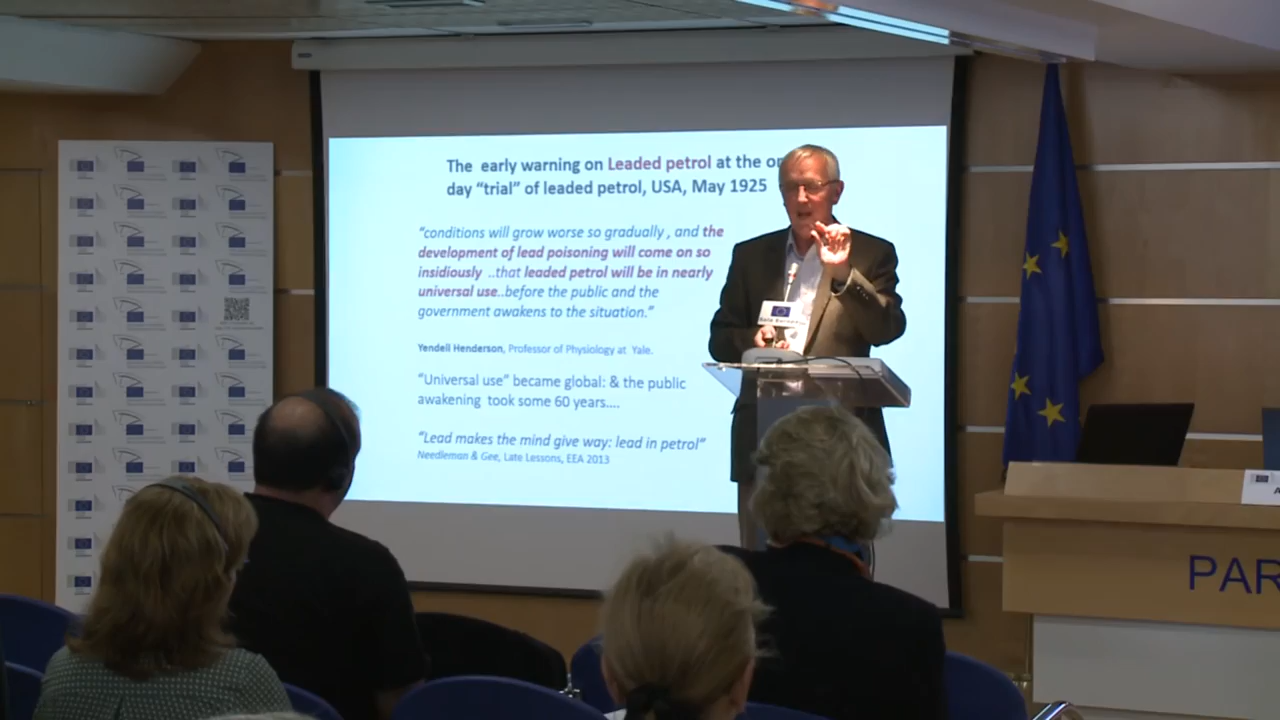 The early warning on Leaded petrol at the
day “trial” of leaded petrol, USA, May 1925
“conditions will grow worse so gradually , and the
development of lead poisoning will come on so
insidiously ..that leaded petrol will be in nearly
universal use..before the public and the
government awakens to the situation.”
Yendell Henderson, Professor of Physiology at Yale.
“Universal use” became global: & the public
awakening took some 60 years….
“Lead makes the mind give way: lead in petrol”
Needleman & Gee, Late Lessons, EEA 2013
PAR